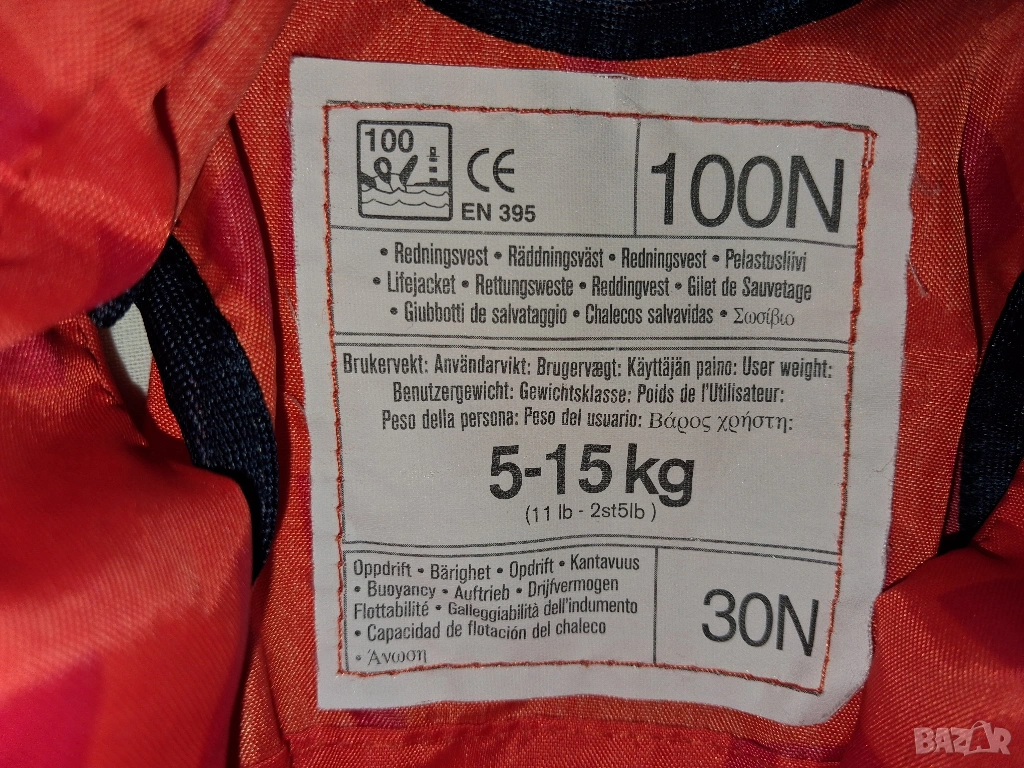 100
CE
EN 395
100N
• Redningsvest • Räddningsväst • Redningsvest • Pelastusliivi
• Lifejacket • Rettungsweste • Reddingvest • Gilet de Sauvetage
• Giubbotti de salvataggio • Chalecos salvavidas • Σωσίβιο
Brukervekt: Användarvikt: Brugervægt: Käyttäjän paino: User weight:
Benutzergewicht: Gewichtsklasse: Poids de l'Utilisateur:
Peso della persona: Peso del usuario: Βάρος χρήστη:
5-15 kg
(11 lb - 2st5lb )
Oppdrift • Bärighet • Opdrift • Kantavuus
• Buoyancy • Auftrieb • Drijfvermogen
Flottabilité • Galleggiabilità dell'indumento
• Capacidad de flotación del chaleco
• Άνωση
30N
BAZAR